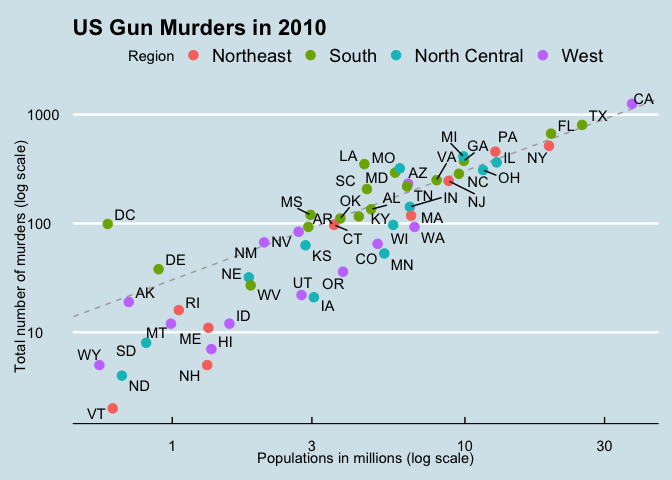 US Gun Murders in 2010
Region Northeast South North Central West
Total number of murders (log scale)
1000
100
10
CA
TX
FL
MI
PA
GA
NY
IL
LA
MO
VA
OH
SC
MD
AZ
NC
NJ
MS
OK
AL
TN
IN
DC
AR
KY
MA
NM
NV
CT
WI
WA
DE
KS
CO
MN
AK
NE
WV
UT
OR
IA
RI
ID
MT
ME
HI
WY
SD
NH
ND
VT
1
3
10
30
Populations in millions (log scale)